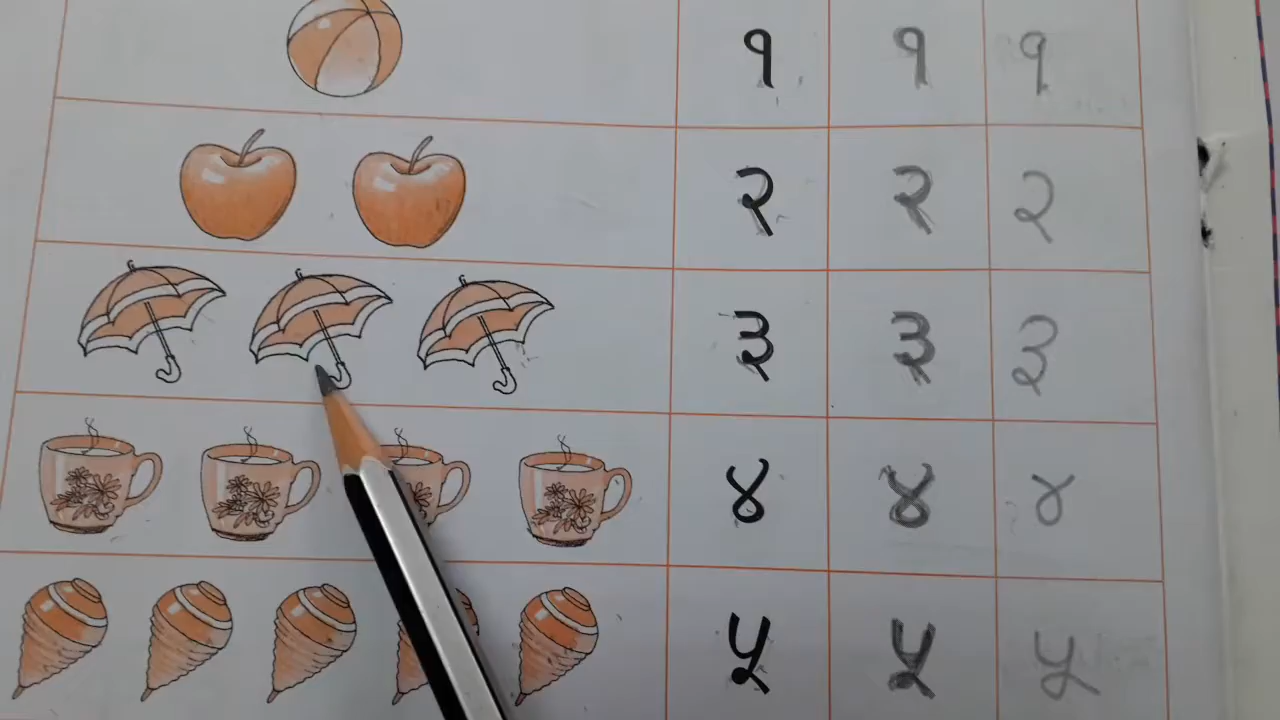 १ १ १
२ २ २
३ ३ ३
४ ४ ४
५ ५ ५